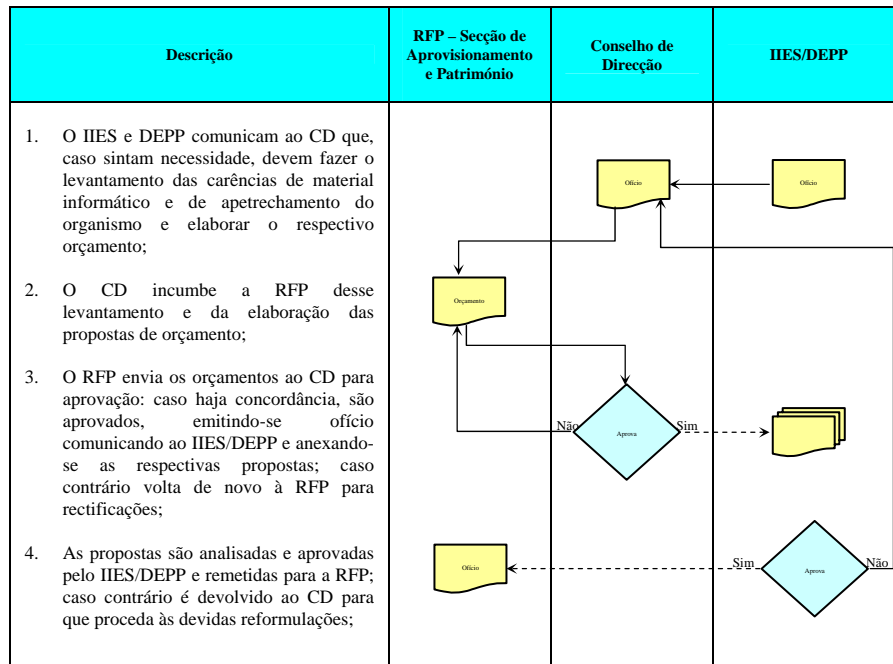 Descrição
RFP – Secção de
Aprovisionamento
e Património
Conselho de
Direcção
IIES/DEPP
1. O IIES e DEPP comunicam ao CD que,
caso sintam necessidade, devem fazer o
levantamento das carências de material
informático e de apetrechamento do
organismo e elaborar o respectivo
orçamento;
2. O CD incumbe a RFP desse
levantamento e da elaboração das
propostas de orçamento;
3. O RFP envia os orçamentos ao CD para
aprovação: caso haja concordância, são
aprovados, emitindo-se ofício
comunicando ao IIES/DEPP e anexando-
se as respectivas propostas; caso
contrário volta de novo à RFP para
rectificações;
4. As propostas são analisadas e aprovadas
pelo IIES/DEPP e remetidas para a RFP;
caso contrário é devolvido ao CD para
que proceda às devidas reformulações;
Ofício
Ofício
Orçamento
Não
Aprova
Sim
Ofício
Sim
Aprova
Não